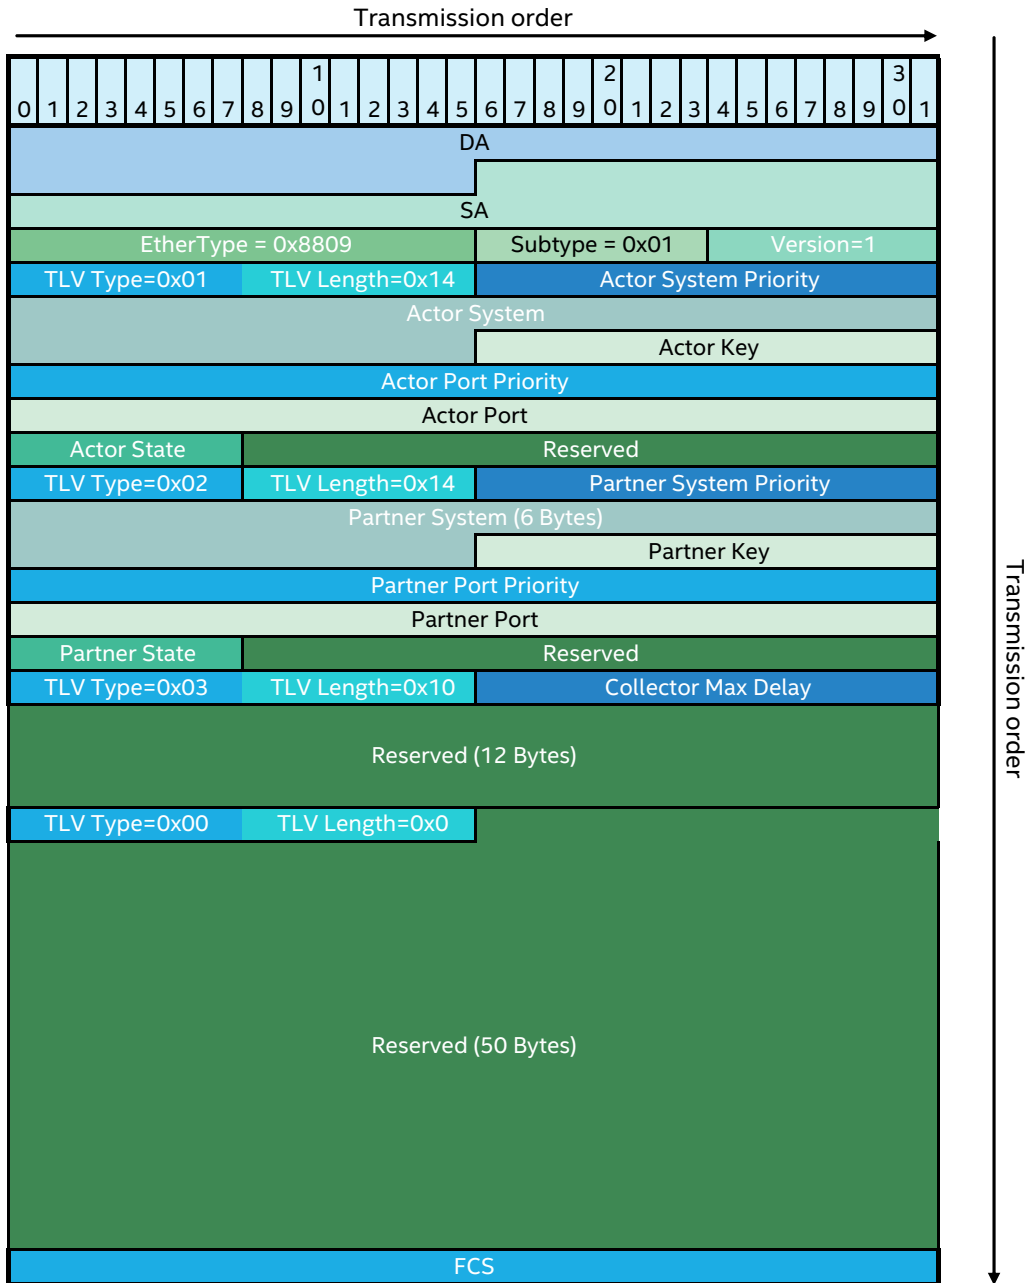 Transmission order
1 2 3
0 1 2 3 4 5 6 7 8 9 0 1 2 3 4 5 6 7 8 9 0 1 2 3 4 5 6 7 8 9 0 1
DA
SA
EtherType = 0x8809 Subtype = 0x01 Version=1
TLV Type=0x01 TLV Length=0x14 Actor System Priority
Actor System
Actor Key
Actor Port Priority
Actor Port
Actor State Reserved
TLV Type=0x02 TLV Length=0x14 Partner System Priority
Partner System (6 Bytes)
Partner Key
Partner Port Priority
Partner Port
Partner State Reserved
TLV Type=0x03 TLV Length=0x10 Collector Max Delay
Reserved (12 Bytes)
TLV Type=0x00 TLV Length=0x0
Reserved (50 Bytes)
FCS
Transmission order